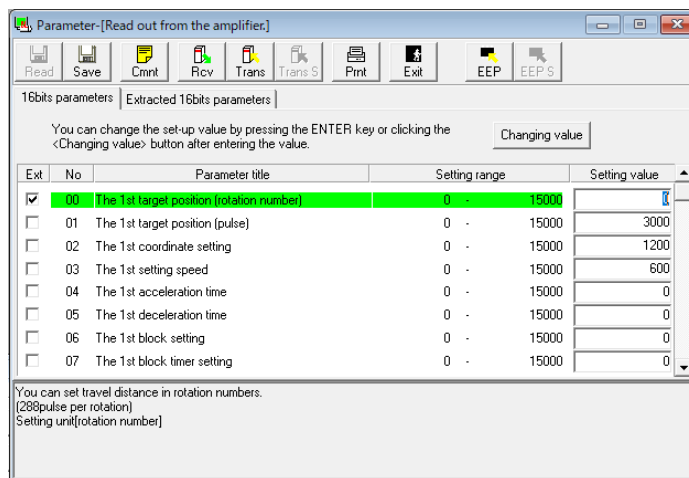 Parameter-[Read out from the amplifier.]
Read Save Cmnt Rcv Trans Trans S Prnt Exit EEP EEP S
16bits parameters Extracted 16bits parameters
You can change the set-up value by pressing the ENTER key or clicking the
<Changing value> button after entering the value.
Changing value
Ext No Parameter title Setting range Setting value
00 The 1st target position (rotation number) 0 - 15000 0
01 The 1st target position (pulse) 0 - 15000 3000
02 The 1st coordinate setting 0 - 15000 1200
03 The 1st setting speed 0 - 15000 600
04 The 1st acceleration time 0 - 15000 0
05 The 1st deceleration time 0 - 15000 0
06 The 1st block setting 0 - 15000 0
07 The 1st block timer setting 0 - 15000 0
You can set travel distance in rotation numbers.
(288pulse per rotation)
Setting unit[rotation number]